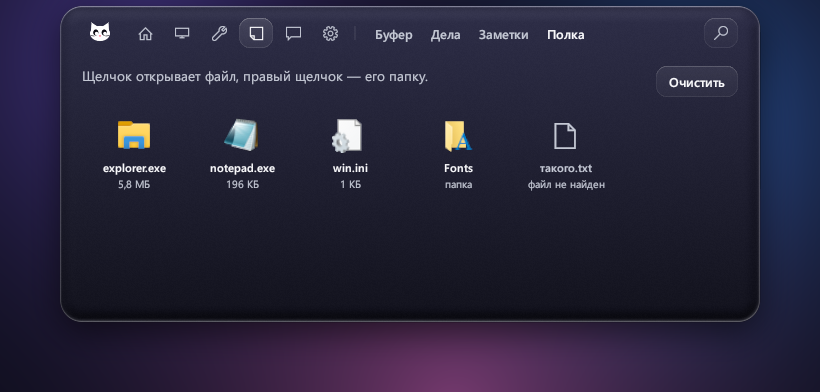 Буфер Дела Заметки Полка
Щелчок открывает файл, правый щелчок — его папку.
Очистить
explorer.exe notepad.exe win.ini Fonts такого.txt
5,8 МБ 196 КБ 1 КБ папка файл не найден